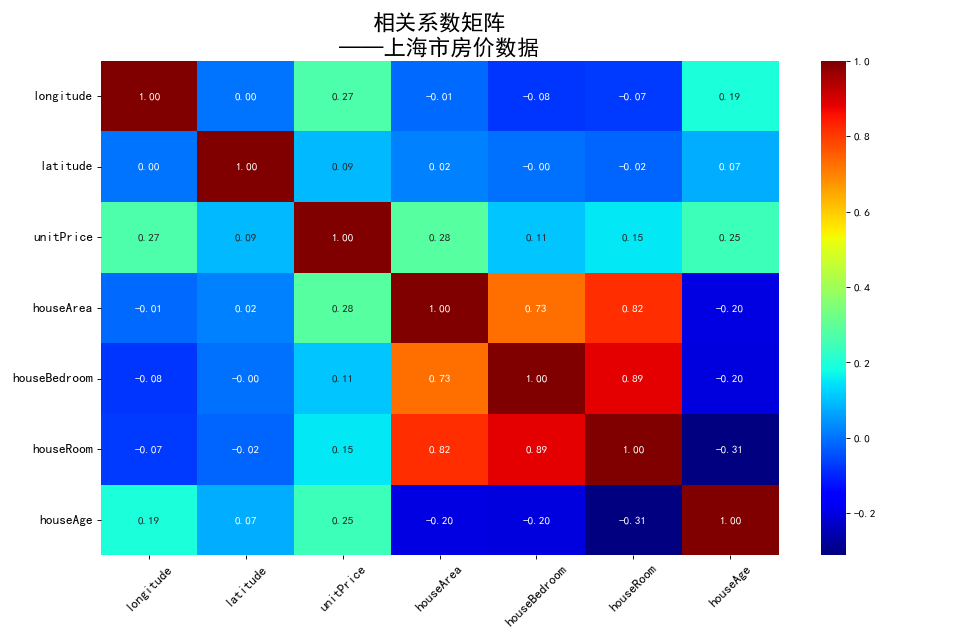 相关系数矩阵
——上海市房价数据
longitude 1.00 0.00 0.27 -0.01 -0.08 -0.07 0.19
latitude 0.00 1.00 0.09 0.02 -0.00 -0.02 0.07
unitPrice 0.27 0.09 1.00 0.28 0.11 0.15 0.25
houseArea -0.01 0.02 0.28 1.00 0.73 0.82 -0.20
houseBedroom -0.08 -0.00 0.11 0.73 1.00 0.89 -0.20
houseRoom -0.07 -0.02 0.15 0.82 0.89 1.00 -0.31
houseAge 0.19 0.07 0.25 -0.20 -0.20 -0.31 1.00
longitude latitude unitPrice houseArea houseBedroom houseRoom houseAge
1.0
0.8
0.6
0.4
0.2
0.0
-0.2